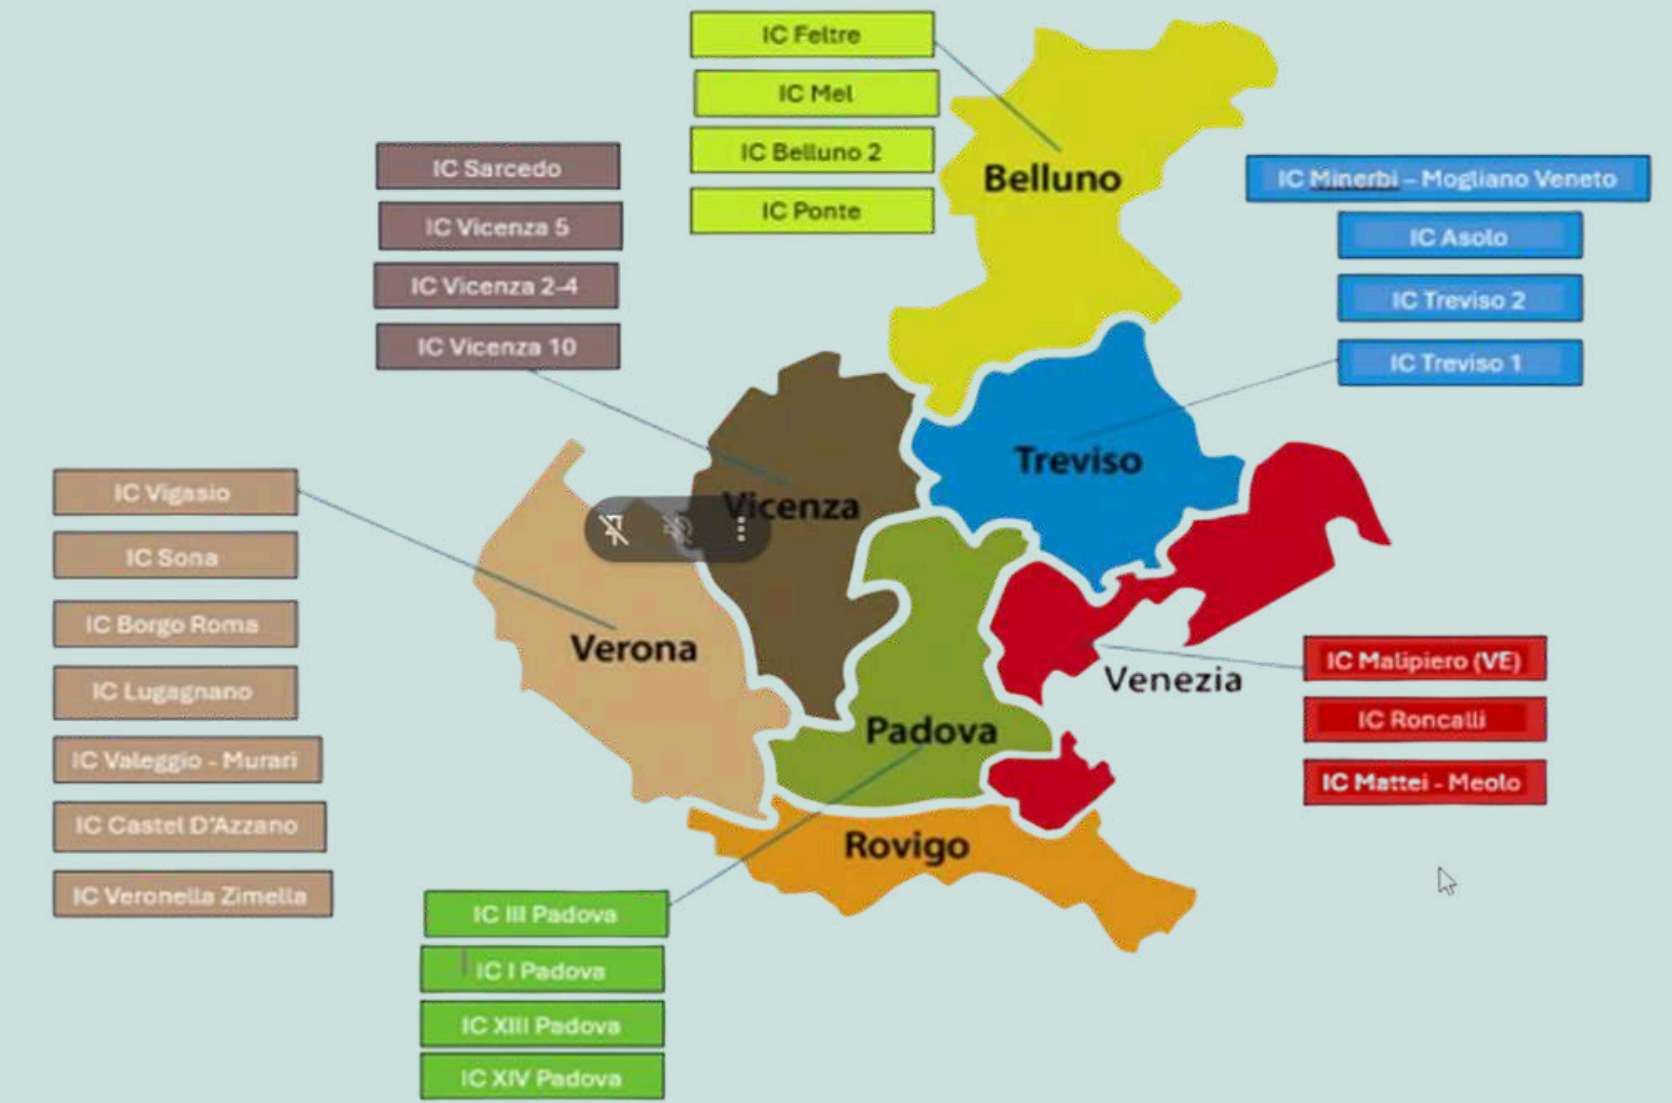 IC Feltre
IC Mel
IC Belluno 2
IC Ponte
Belluno
IC Sarcedo
IC Vicenza 5
IC Vicenza 2-4
IC Vicenza 10
Vicenza
IC Minerbi – Mogliano Veneto
IC Asolo
IC Treviso 2
IC Treviso 1
Treviso
IC Vigasio
IC Sona
IC Borgo Roma
IC Lugagnano
IC Valeggio - Murari
IC Castel D'Azzano
IC Veronella Zimella
Verona
Venezia
IC Malipiero (VE)
IC Roncalli
IC Mattei - Meolo
Padova
Rovigo
IC III Padova
IC I Padova
IC XIII Padova
IC XIV Padova